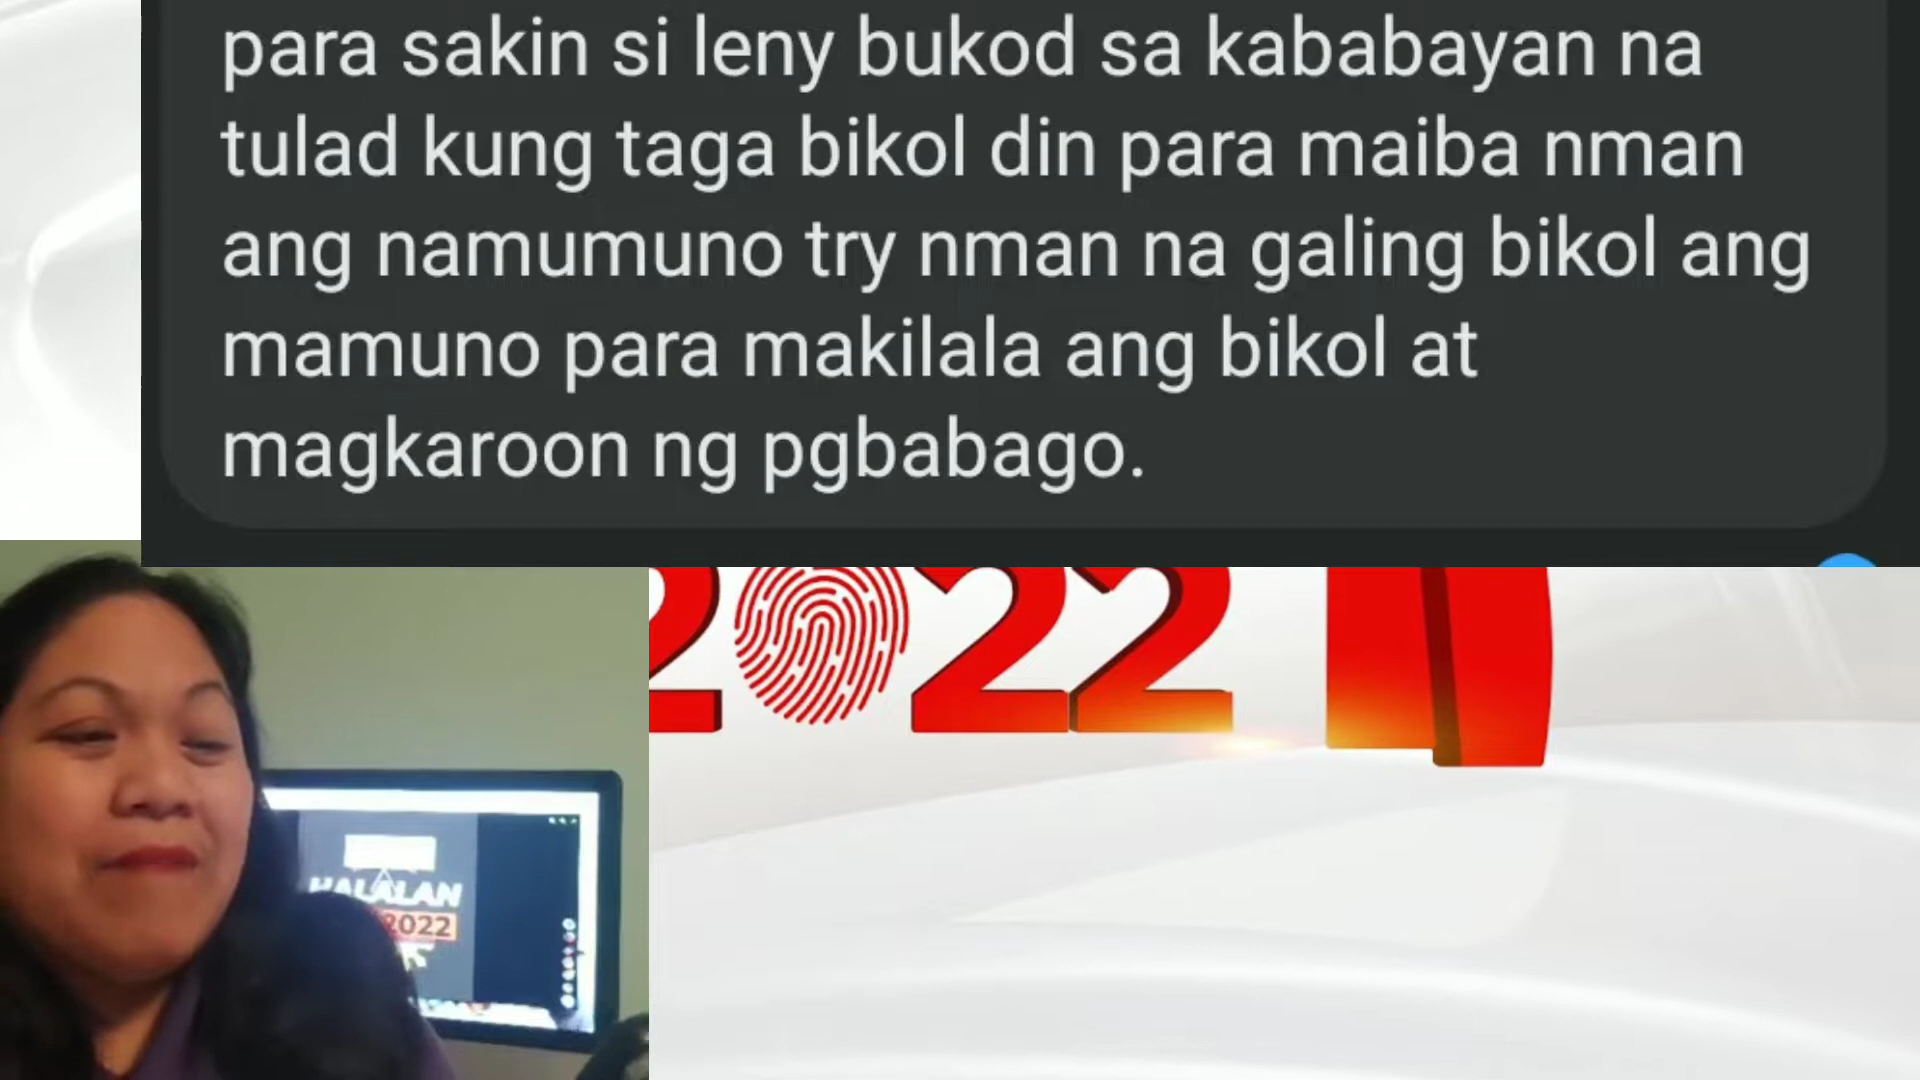 para sakin si leny bukod sa kababayan na
tulad kung taga bikol din para maiba nman
ang namumuno try nman na galing bikol ang
mamuno para makilala ang bikol at
magkaroon ng pgbabago.
2022
HALALAN
2022